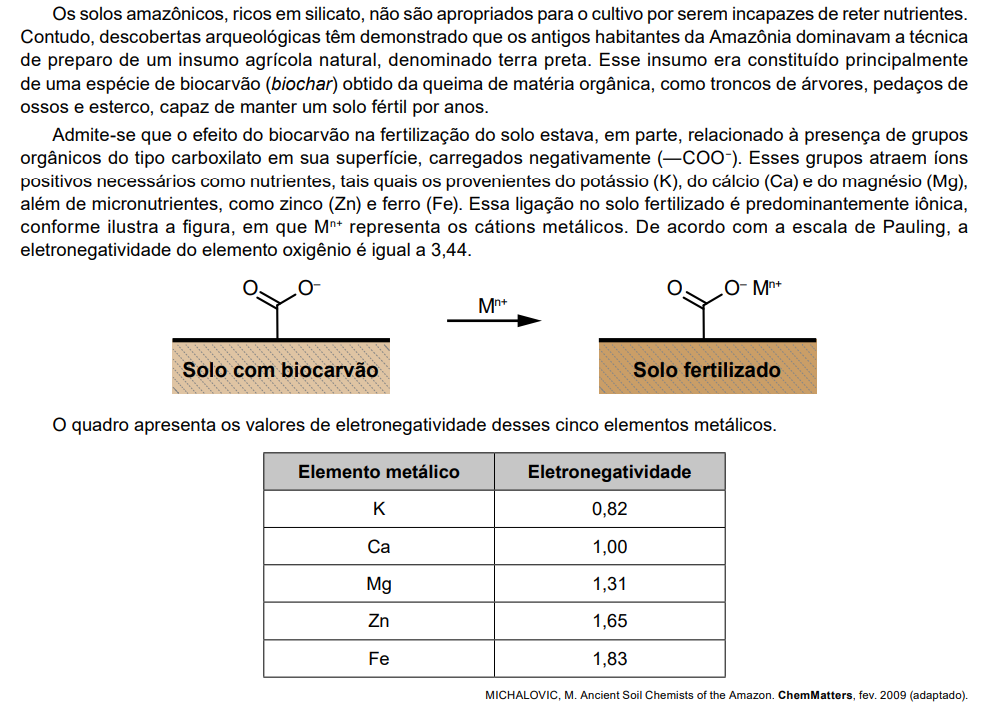 Os solos amazônicos, ricos em silicato, não são apropriados para o cultivo por serem incapazes de reter nutrientes.
Contudo, descobertas arqueológicas têm demonstrado que os antigos habitantes da Amazônia dominavam a técnica
de preparo de um insumo agrícola natural, denominado terra preta. Esse insumo era constituído principalmente
de uma espécie de biocarvão (biochar) obtido da queima de matéria orgânica, como troncos de árvores, pedaços de
ossos e esterco, capaz de manter um solo fértil por anos.
Admite-se que o efeito do biocarvão na fertilização do solo estava, em parte, relacionado à presença de grupos
orgânicos do tipo carboxilato em sua superfície, carregados negativamente (—COO⁻). Esses grupos atraem íons
positivos necessários como nutrientes, tais quais os provenientes do potássio (K), do cálcio (Ca) e do magnésio (Mg),
além de micronutrientes, como zinco (Zn) e ferro (Fe). Essa ligação no solo fertilizado é predominantemente iônica,
conforme ilustra a figura, em que Mⁿ⁺ representa os cátions metálicos. De acordo com a escala de Pauling, a
eletronegatividade do elemento oxigênio é igual a 3,44.
O O⁻ Mⁿ⁺ O O⁻ Mⁿ⁺
Solo com biocarvão Solo fertilizado
O quadro apresenta os valores de eletronegatividade desses cinco elementos metálicos.
Elemento metálico Eletronegatividade
K 0,82
Ca 1,00
Mg 1,31
Zn 1,65
Fe 1,83
MICHALOVIC, M. Ancient Soil Chemists of the Amazon. ChemMatters, fev. 2009 (adaptado).